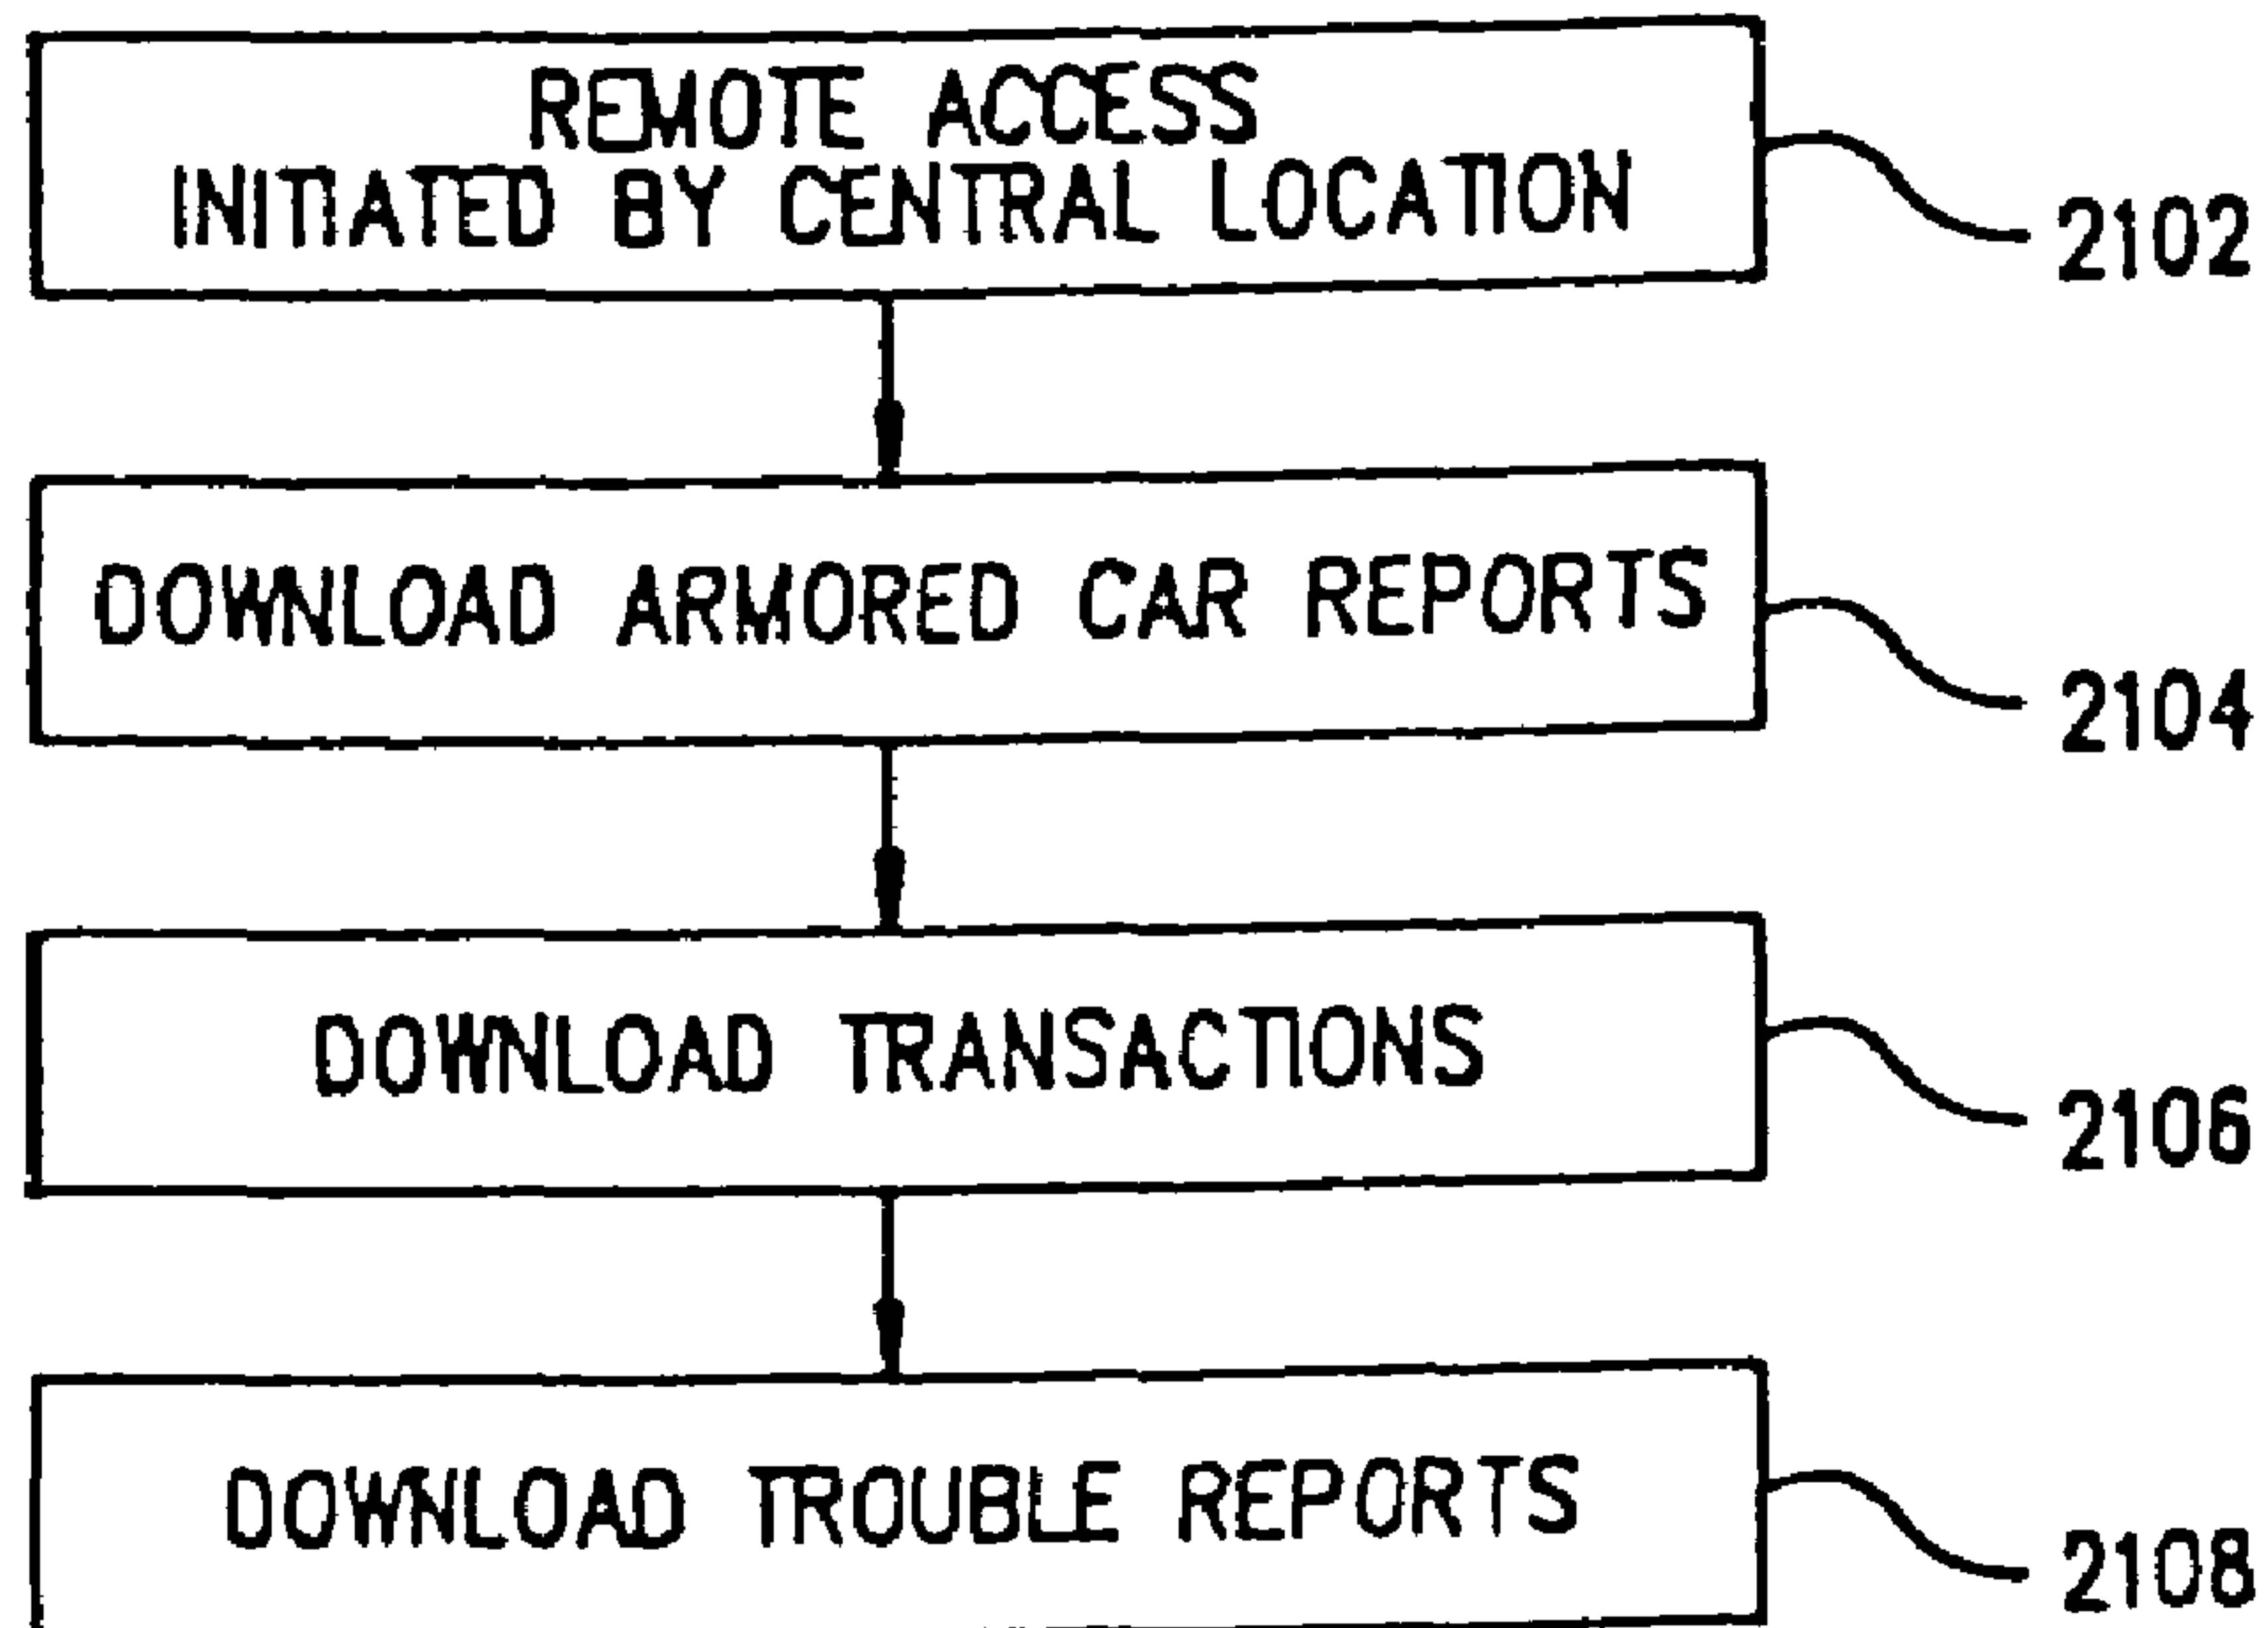 REMOTE ACCESS
INITIATED BY CENTRAL LOCATION
2102
DOWNLOAD ARMORED CAR REPORTS
2104
DOWNLOAD TRANSACTIONS
2106
DOWNLOAD TROUBLE REPORTS
2108